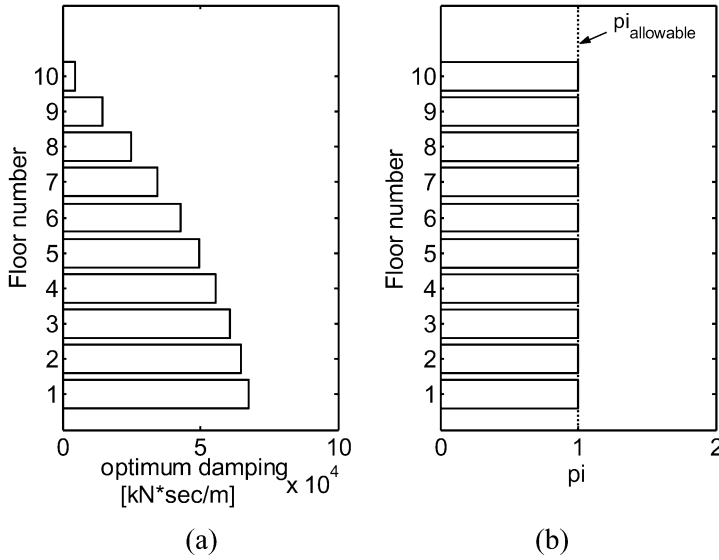 10
9
8
7
6
5
4
3
2
1
Floor number
0 5 10
optimum damping
x 10^4
[kN*sec/m]
(a)
pi_allowable
10
9
8
7
6
5
4
3
2
1
Floor number
0 1 2
pi
(b)